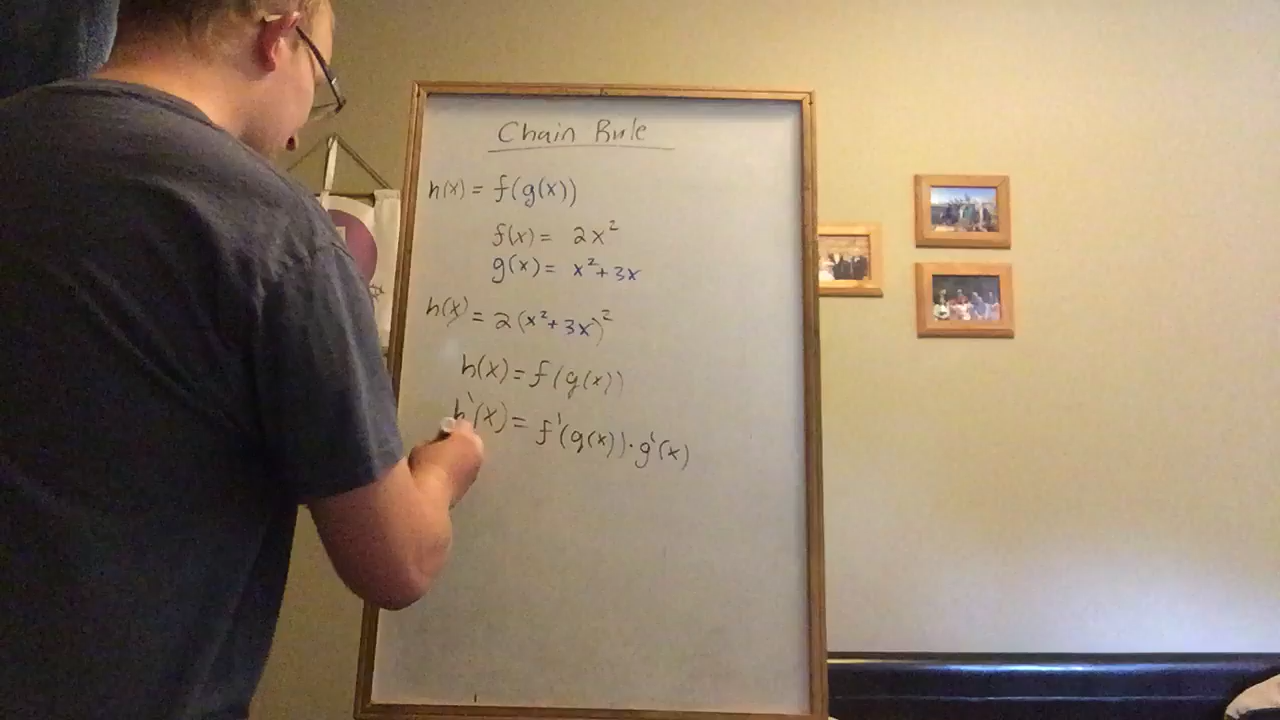 Chain Rule
h(x) = f(g(x))
f(x) = 2x²
g(x) = x²+3x
h(x) = 2(x²+3x)²
h(x) = f(g(x))
h'(x) = f'(g(x))·g'(x)